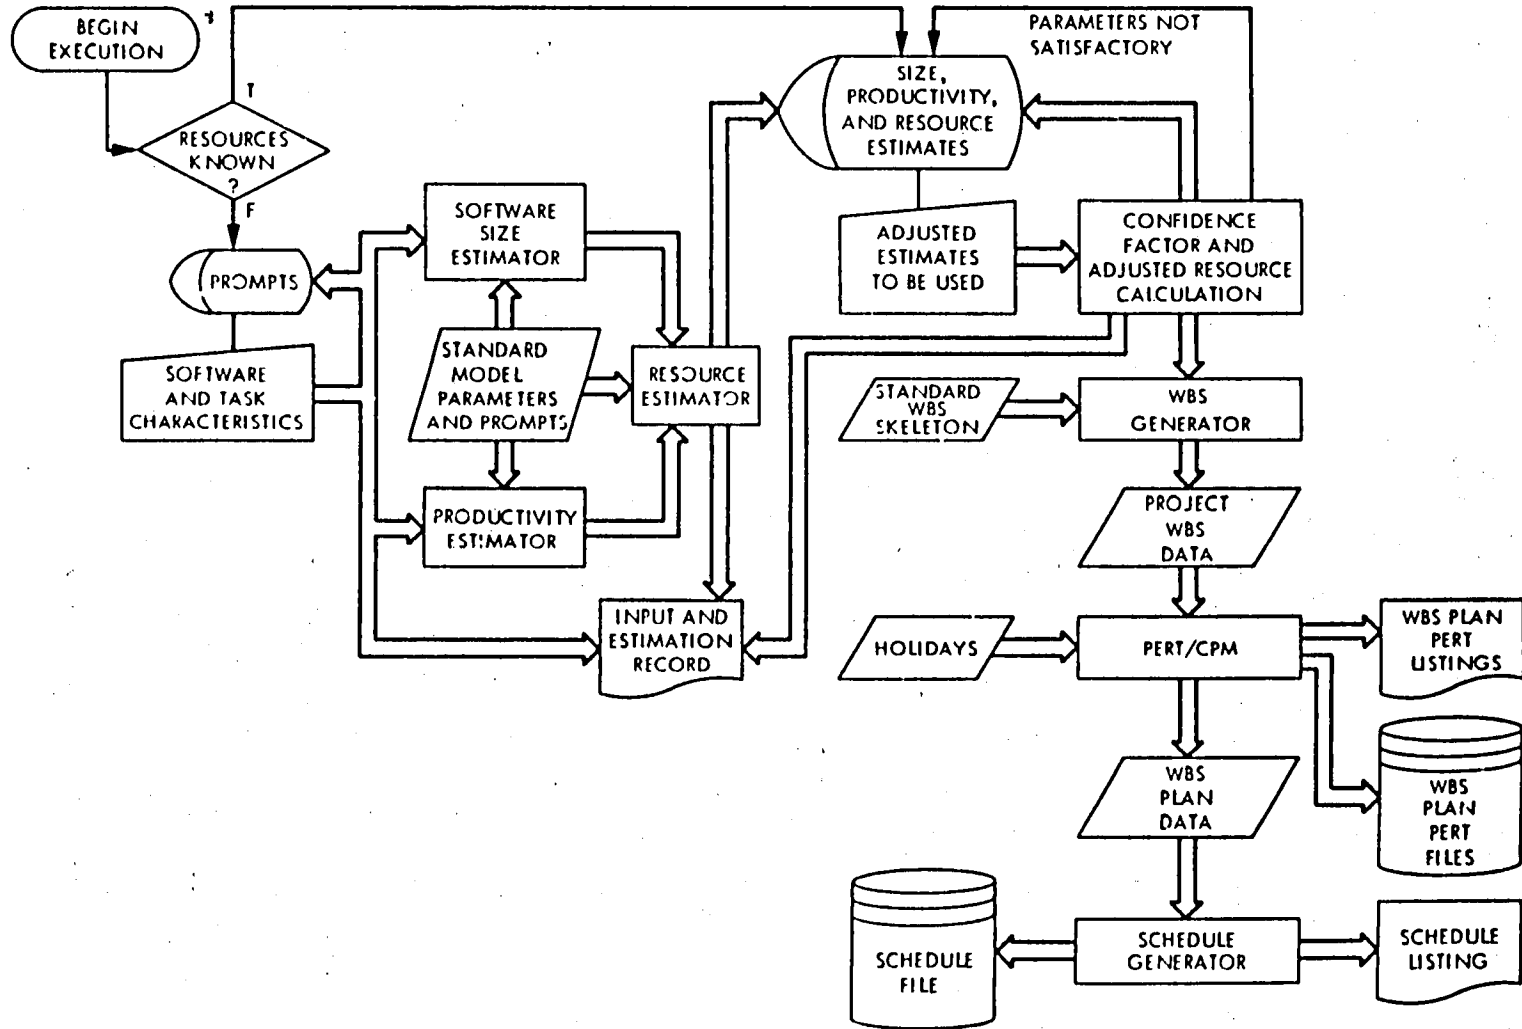 BEGIN
EXECUTION
PARAMETERS NOT
SATISFACTORY
T
RESOURCES
KNOWN
?
F
SIZE,
PRODUCTIVITY,
AND RESOURCE
ESTIMATES
PROMPTS
SOFTWARE
SIZE
ESTIMATOR
ADJUSTED
ESTIMATES
TO BE USED
CONFIDENCE
FACTOR AND
ADJUSTED RESOURCE
CALCULATION
SOFTWARE
AND TASK
CHARACTERISTICS
STANDARD
MODEL
PARAMETERS
AND PROMPTS
RESOURCE
ESTIMATOR
STANDARD
WBS
SKELETON
WBS
GENERATOR
PRODUCTIVITY
ESTIMATOR
PROJECT
WBS
DATA
INPUT AND
ESTIMATION
RECORD
HOLIDAYS
PERT/CPM
WBS PLAN
PERT
LISTINGS
WBS
PLAN
DATA
WBS
PLAN
PERT
FILES
SCHEDULE
FILE
SCHEDULE
GENERATOR
SCHEDULE
LISTING